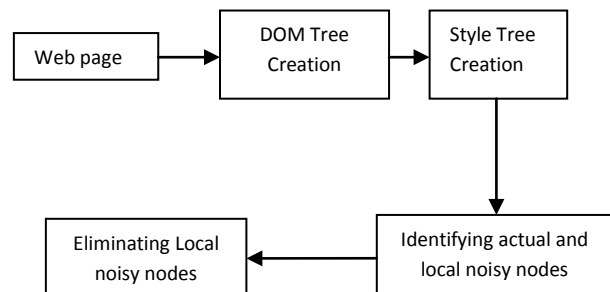 Web page
DOM Tree
Creation
Style Tree
Creation
Identifying actual and
local noisy nodes
Eliminating Local
noisy nodes